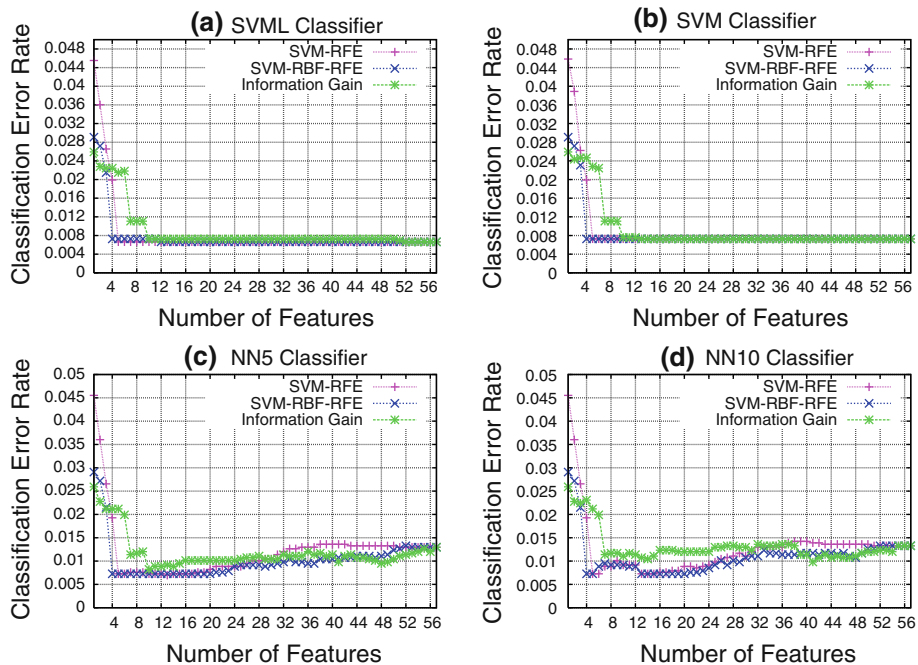 (a) SVML Classifier
Classification Error Rate
0.048
0.044
0.04
0.036
0.032
0.028
0.024
0.02
0.016
0.012
0.008
0.004
0
SVM-RFE
SVM-RBF-RFE
Information Gain
4 8 12 16 20 24 28 32 36 40 44 48 52 56
Number of Features
(b) SVM Classifier
Classification Error Rate
0.048
0.044
0.04
0.036
0.032
0.028
0.024
0.02
0.016
0.012
0.008
0.004
0
SVM-RFE
SVM-RBF-RFE
Information Gain
4 8 12 16 20 24 28 32 36 40 44 48 52 56
Number of Features
(c) NN5 Classifier
Classification Error Rate
0.05
0.045
0.04
0.035
0.03
0.025
0.02
0.015
0.01
0.005
0
SVM-RFE
SVM-RBF-RFE
Information Gain
4 8 12 16 20 24 28 32 36 40 44 48 52 56
Number of Features
(d) NN10 Classifier
Classification Error Rate
0.05
0.045
0.04
0.035
0.03
0.025
0.02
0.015
0.01
0.005
0
SVM-RFE
SVM-RBF-RFE
Information Gain
4 8 12 16 20 24 28 32 36 40 44 48 52 56
Number of Features